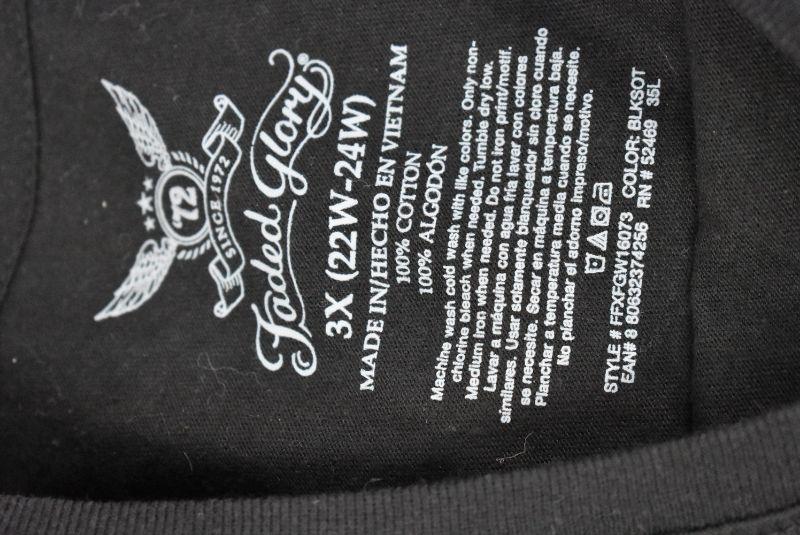 72
SINCE 1972
Faded Glory®
3X (22W-24W)
MADE IN/HECHO EN VIETNAM
100% COTTON
100% ALGODÓN
Machine wash cold wash with like colors. Only non-
chlorine bleach when needed. Tumble dry low.
Medium iron when needed. Do not iron print/motif.
Lavar a máquina con agua fría lavar con colores
similares. Usar solamente blanqueador sin cloro cuando
se necesite. Secar en máquina a temperatura baja.
Planchar a temperatura media cuando se necesite.
No planchar el adorno impreso/motivo.
STYLE # FFXFGW16073 COLOR: BLKSOT
EAN# 8 80632374256 RN # 52469 35L